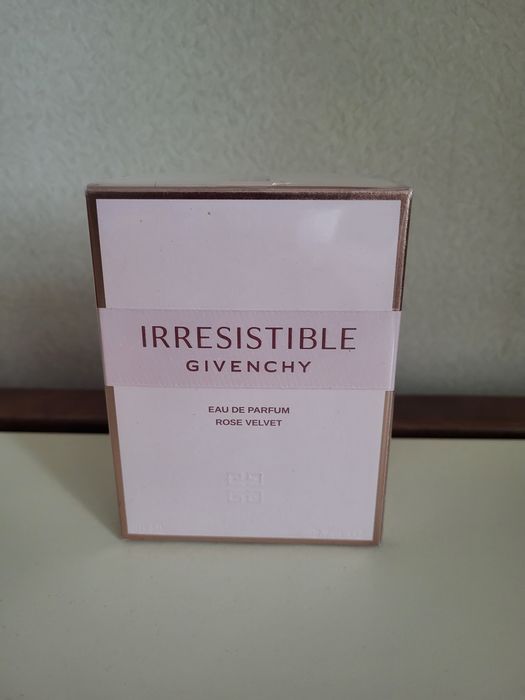 IRRESISTIBLE
GIVENCHY
EAU DE PARFUM
ROSE VELVET